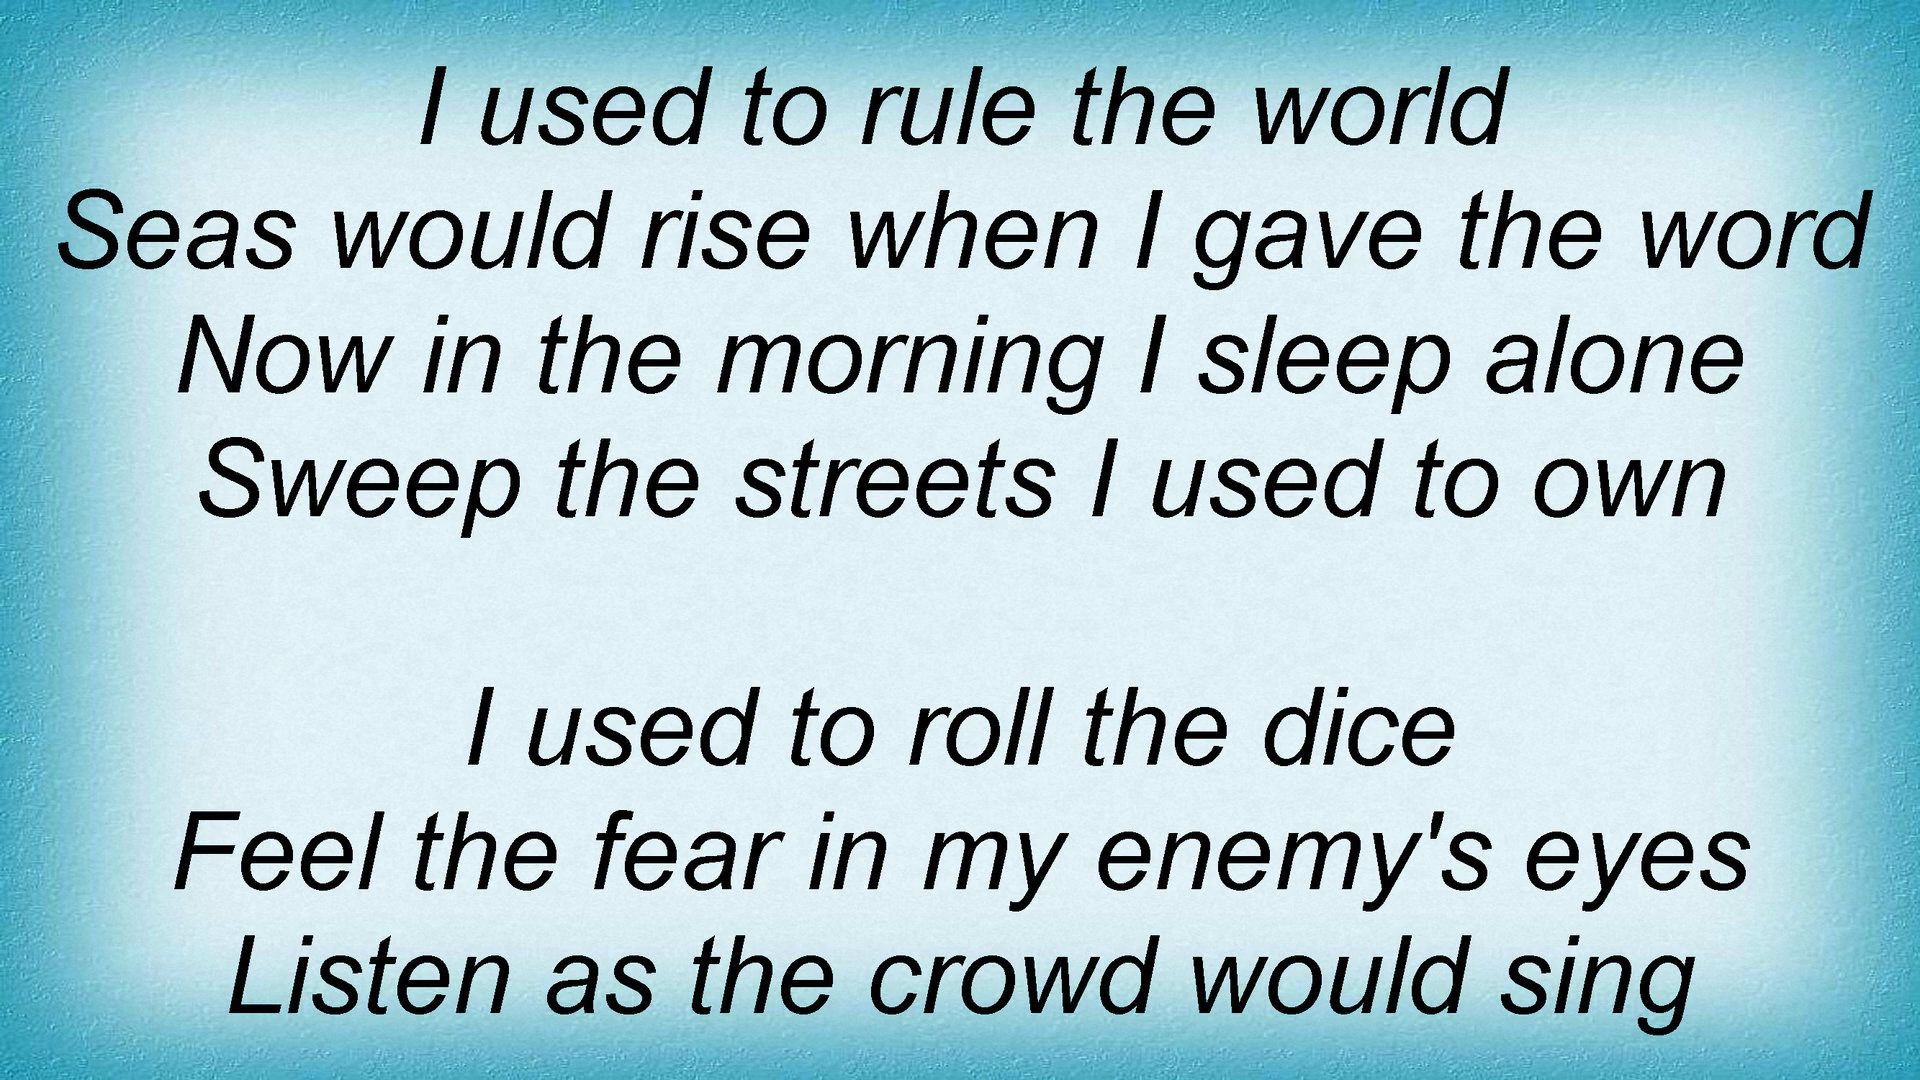 I used to rule the world
Seas would rise when I gave the word
Now in the morning I sleep alone
Sweep the streets I used to own
I used to roll the dice
Feel the fear in my enemy's eyes
Listen as the crowd would sing